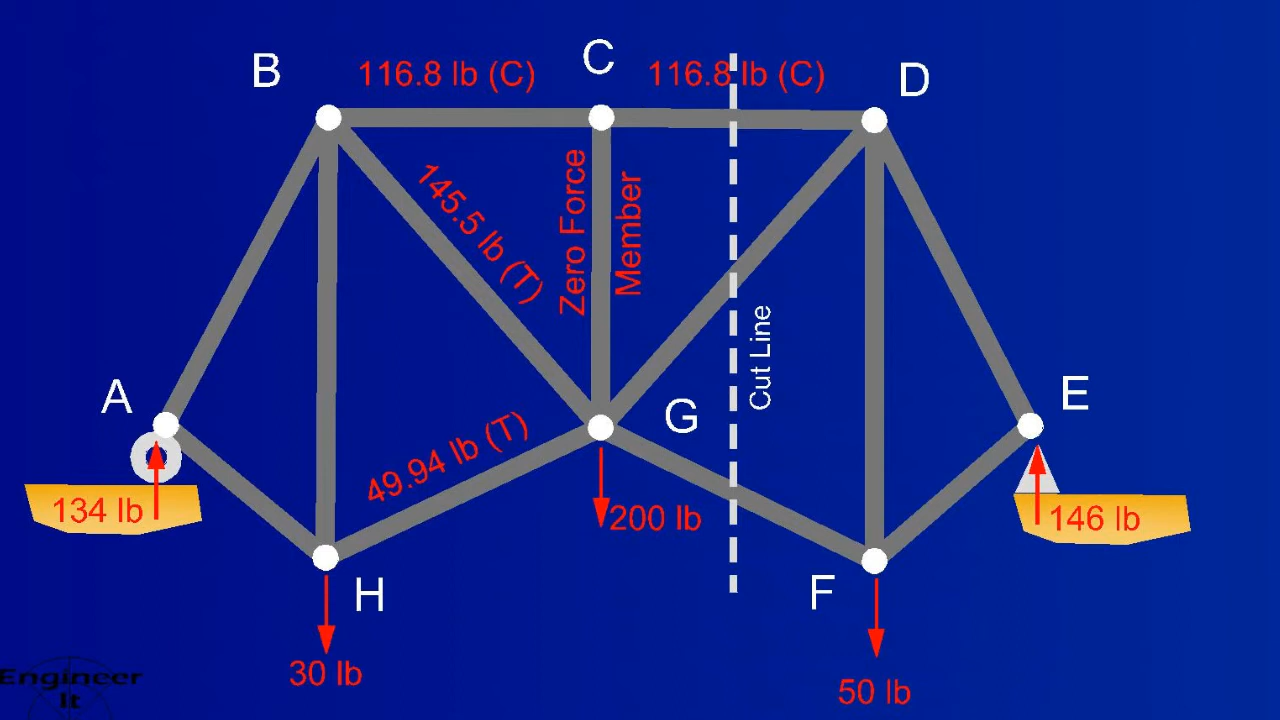 B
116.8 lb (C)
C
116.8 lb (C)
D
145.5 lb (T)
Zero Force
Member
Cut Line
A
G
E
49.94 lb (T)
134 lb
200 lb
146 lb
H
F
30 lb
50 lb
Engineer
It